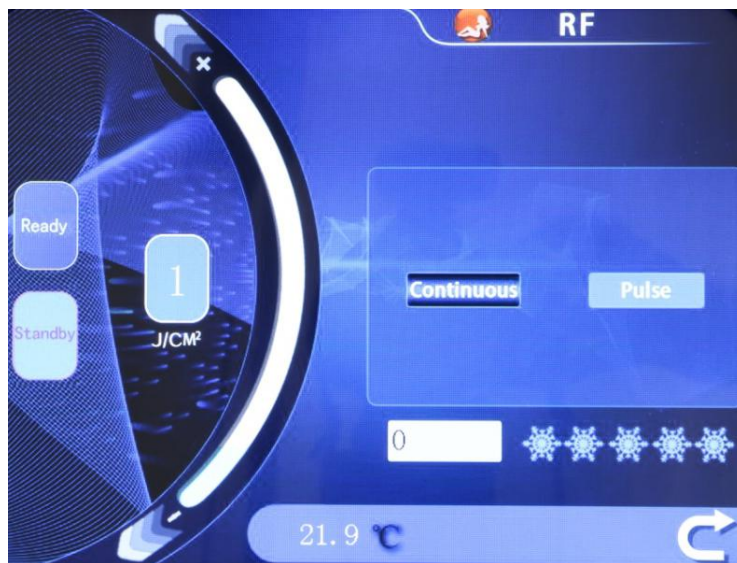 RF
Ready
1
J/CM²
Standby
Continuous
Pulse
0
21.9 ℃